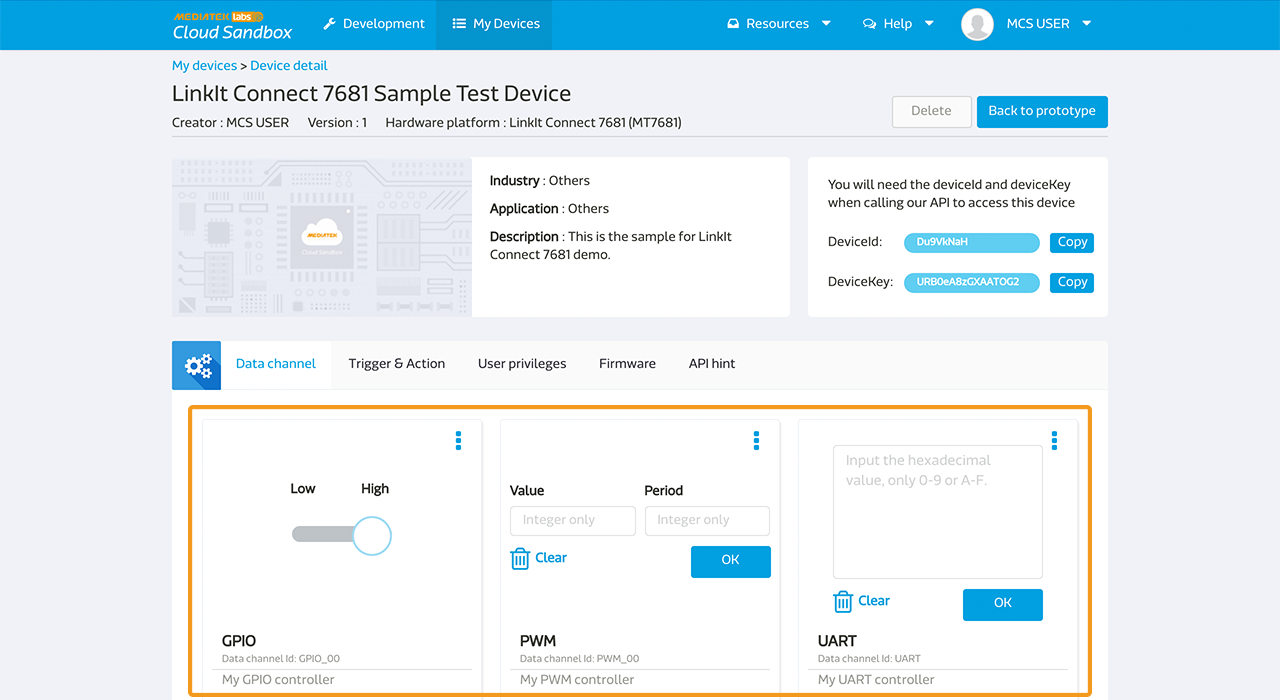 MEDIATEK labs
Cloud Sandbox
Development
My Devices
Resources
Help
MCS USER
My devices > Device detail
LinkIt Connect 7681 Sample Test Device
Creator : MCS USER Version : 1 Hardware platform : LinkIt Connect 7681 (MT7681)
Delete
Back to prototype
MEDIATEK
Cloud Sandbox
Industry : Others
Application : Others
Description : This is the sample for LinkIt
Connect 7681 demo.
You will need the deviceId and deviceKey
when calling our API to access this device
DeviceId: Du9VkNaH Copy
DeviceKey: URB0eA8zGXAATOG2 Copy
Data channel
Trigger & Action
User privileges
Firmware
API hint
Low High
GPIO
Data channel Id: GPIO_00
My GPIO controller
Value Period
Integer only Integer only
Clear OK
PWM
Data channel Id: PWM_00
My PWM controller
Input the hexadecimal
value, only 0-9 or A-F.
Clear OK
UART
Data channel Id: UART
My UART controller